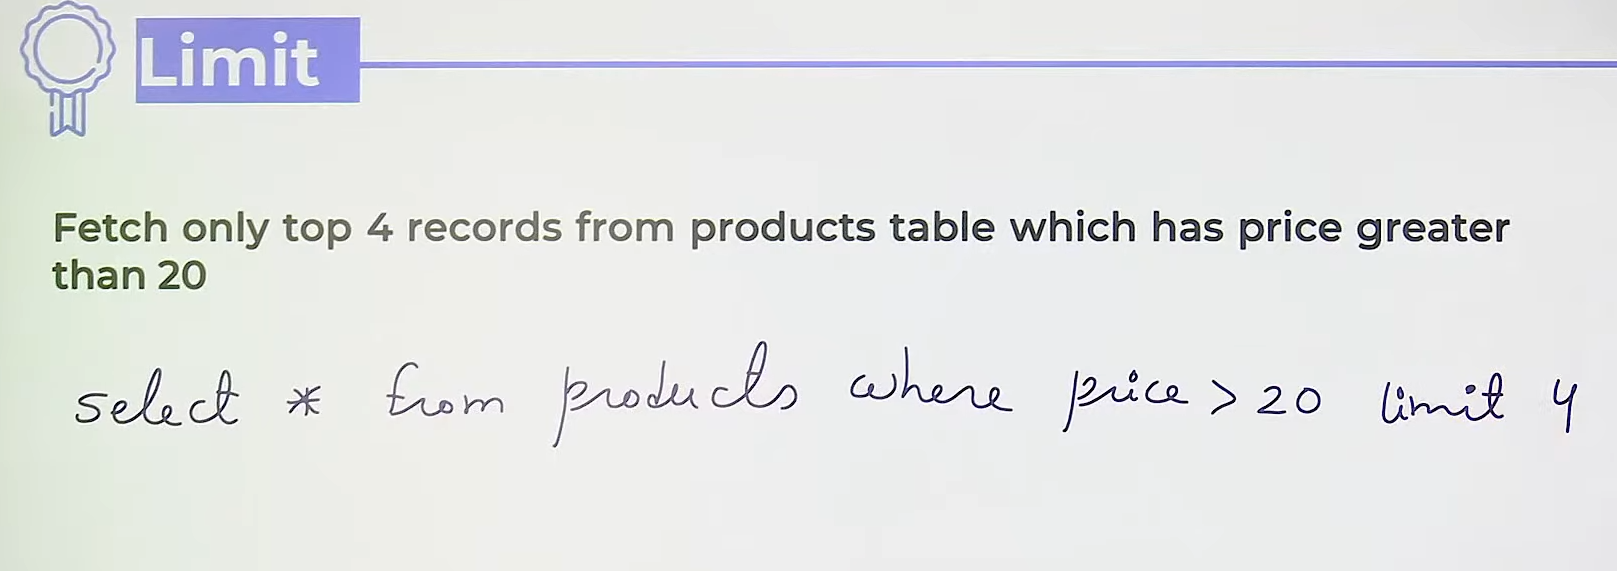 Limit
Fetch only top 4 records from products table which has price greater
than 20
select * from products where price > 20 limit 4